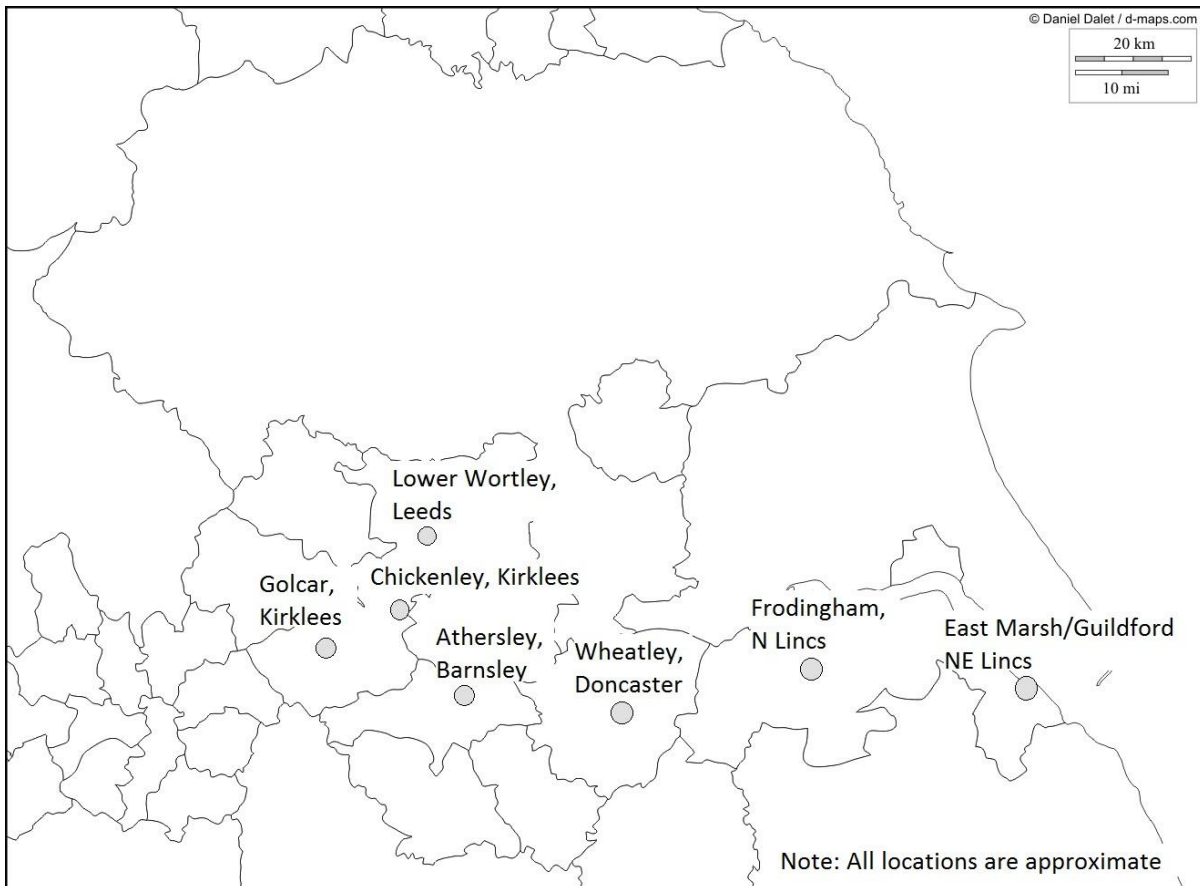 © Daniel Dalet / d-maps.com
20 km
10 mi
Lower Wortley,
Leeds
Chickenley, Kirklees
Golcar,
Kirklees
Athersley,
Barnsley
Wheatley,
Doncaster
Frodingham,
N Lincs
East Marsh/Guildford
NE Lincs
Note: All locations are approximate